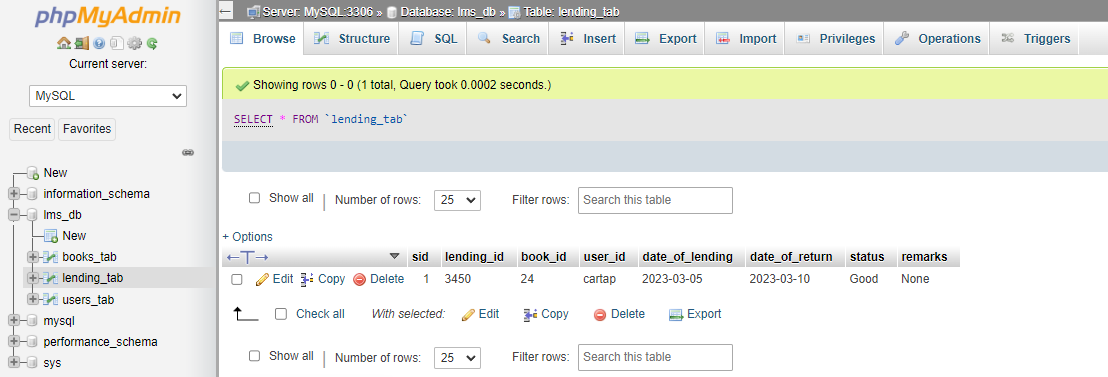 phpMyAdmin
Current server:
MySQL
Recent Favorites
New
information_schema
lms_db
New
books_tab
lending_tab
users_tab
mysql
performance_schema
sys
Server: MySQL:3306 » Database: lms_db » Table: lending_tab
Browse Structure SQL Search Insert Export Import Privileges Operations Triggers
Showing rows 0 - 0 (1 total, Query took 0.0002 seconds.)
SELECT * FROM `lending_tab`
Show all Number of rows: 25 Filter rows: Search this table
+ Options
←T→ sid lending_id book_id user_id date_of_lending date_of_return status remarks
Edit Copy Delete 1 3450 24 cartap 2023-03-05 2023-03-10 Good None
Check all With selected: Edit Copy Delete Export
Show all Number of rows: 25 Filter rows: Search this table